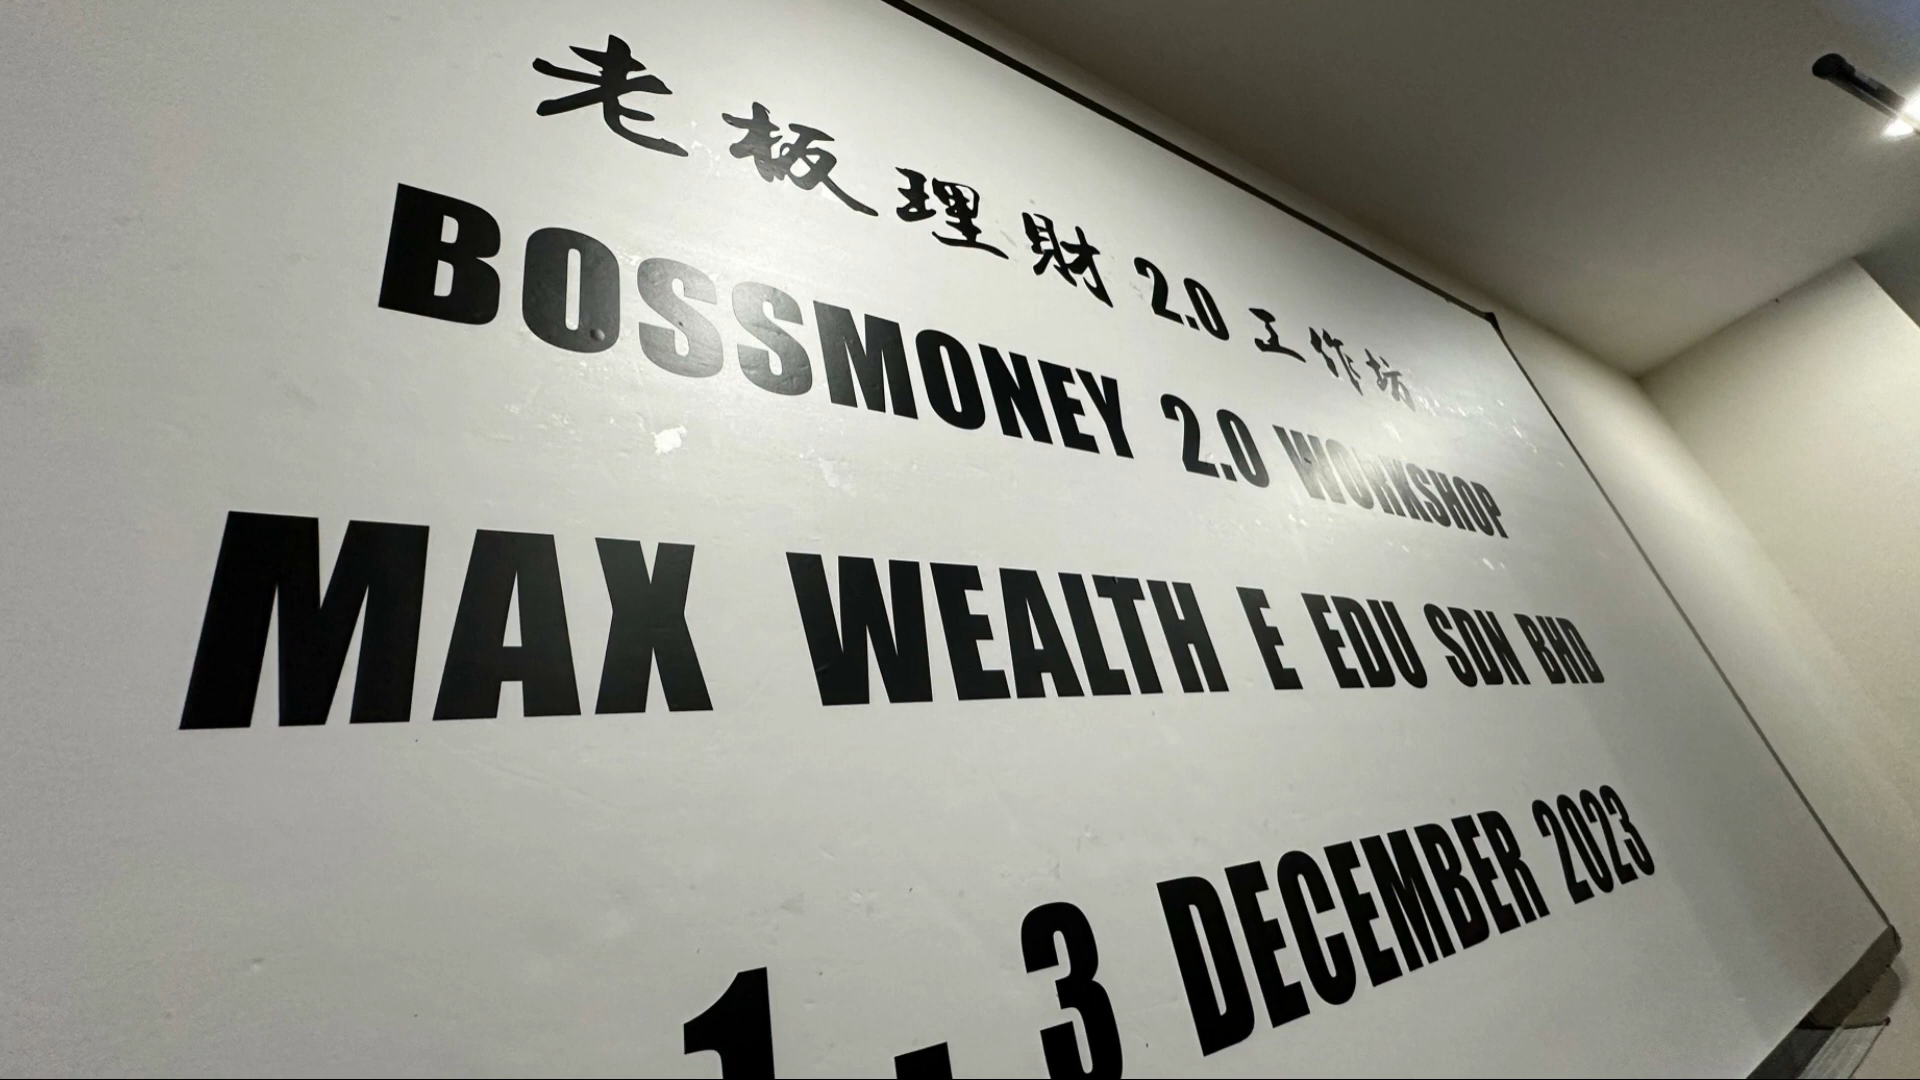 老板理財 2.0 工作坊
BOSSMONEY 2.0 WORKSHOP
MAX WEALTH E EDU SDN BHD
1 - 3 DECEMBER 2023